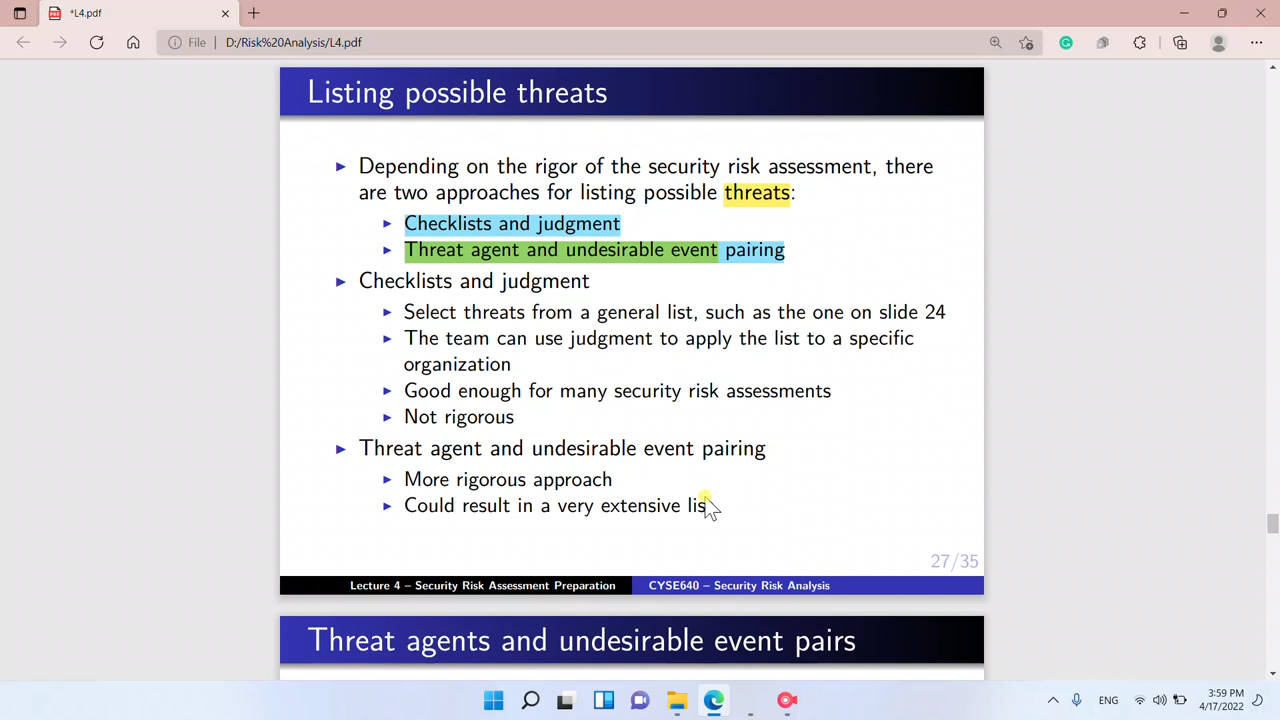 *L4.pdf
File
D:/Risk%20Analysis/L4.pdf
Listing possible threats
Depending on the rigor of the security risk assessment, there
are two approaches for listing possible threats:
Checklists and judgment
Threat agent and undesirable event pairing
Checklists and judgment
Select threats from a general list, such as the one on slide 24
The team can use judgment to apply the list to a specific
organization
Good enough for many security risk assessments
Not rigorous
Threat agent and undesirable event pairing
More rigorous approach
Could result in a very extensive lis
27/35
Lecture 4 – Security Risk Assessment Preparation
CYSE640 – Security Risk Analysis
Threat agents and undesirable event pairs
ENG
3:59 PM
4/17/2022